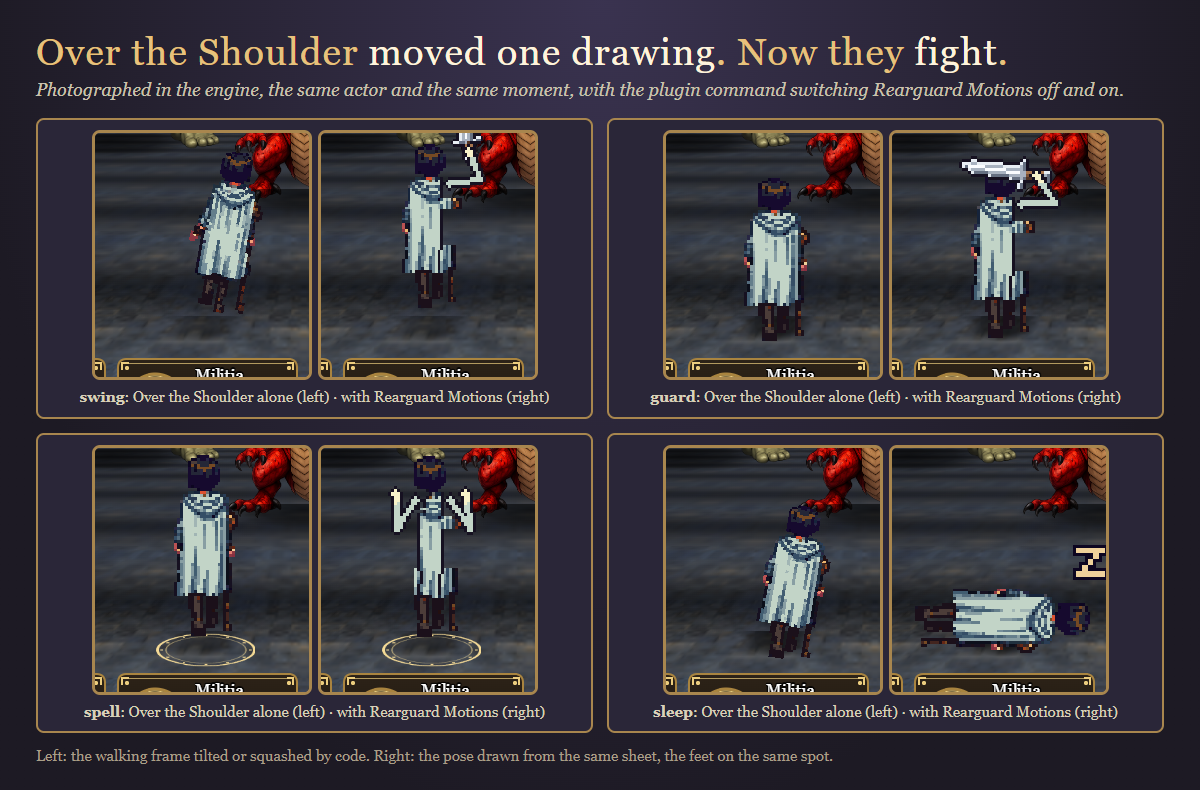 Over the Shoulder moved one drawing. Now they fight.
Photographed in the engine, the same actor and the same moment, with the plugin command switching Rearguard Motions off and on.
Militia
Militia
Militia
Militia
swing: Over the Shoulder alone (left) · with Rearguard Motions (right)
guard: Over the Shoulder alone (left) · with Rearguard Motions (right)
Z
Militia
Militia
Militia
Militia
spell: Over the Shoulder alone (left) · with Rearguard Motions (right)
sleep: Over the Shoulder alone (left) · with Rearguard Motions (right)
Left: the walking frame tilted or squashed by code. Right: the pose drawn from the same sheet, the feet on the same spot.